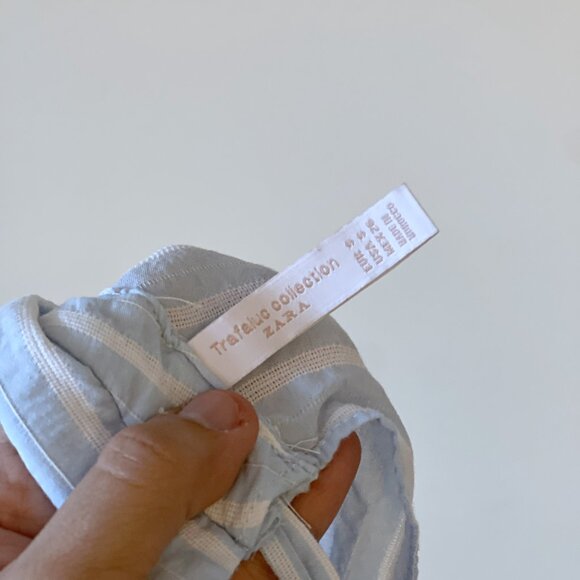 Trafaluc collection
ZARA
EUR S
USA S
MEX 26
MADE IN
MOROCCO